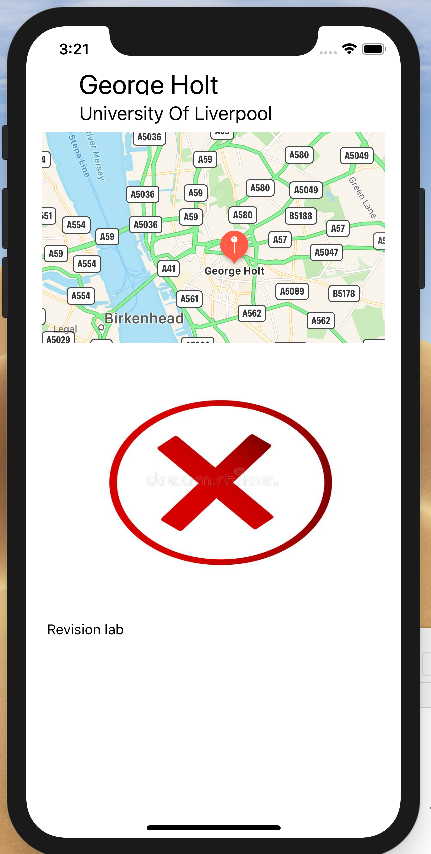 3:21
George Holt
University Of Liverpool
A5036
A59
A580
A5049
River Mersey
Stena Line
A59
A5036
A59
A580
A5049
Green Lane
A5036
A59
A580
B5188
A554
A59
A57
A57
A59
A554
A41
A5047
George Holt
A554
A561
A5089
B5178
Birkenhead
A562
A562
Legal
A5029
dreamstime.
Revision lab